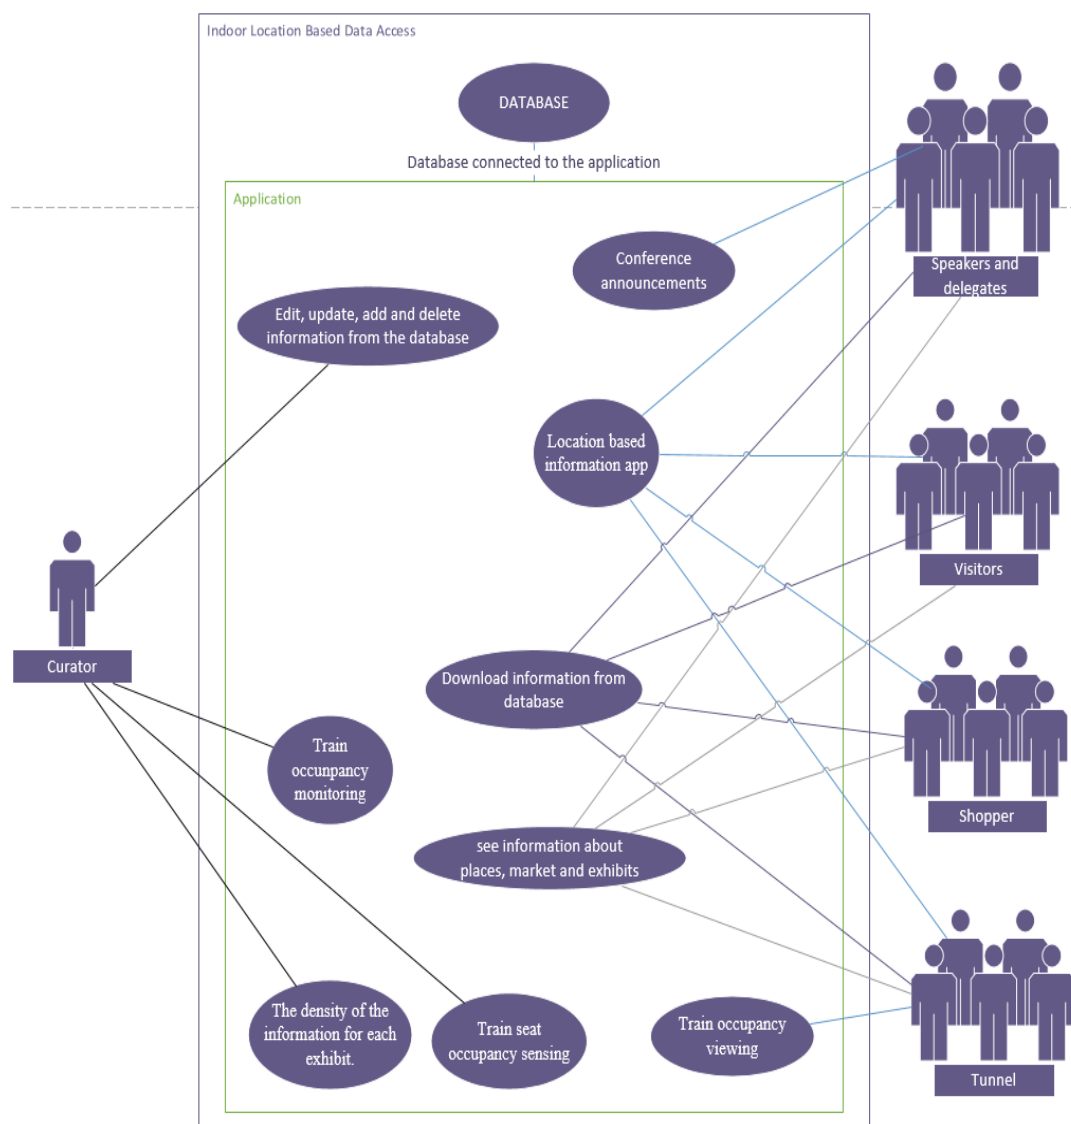 Indoor Location Based Data Access
DATABASE
Database connected to the application
Application
Conference
announcements
Speakers and
delegates
Edit, update, add and delete
information from the database
Location based
information app
Visitors
Curator
Download information from
database
Train
occunpancy
monitoring
Shopper
see information about
places, market and exhibits
The density of the
information for each
exhibit.
Train seat
occupancy sensing
Train occupancy
viewing
Tunnel